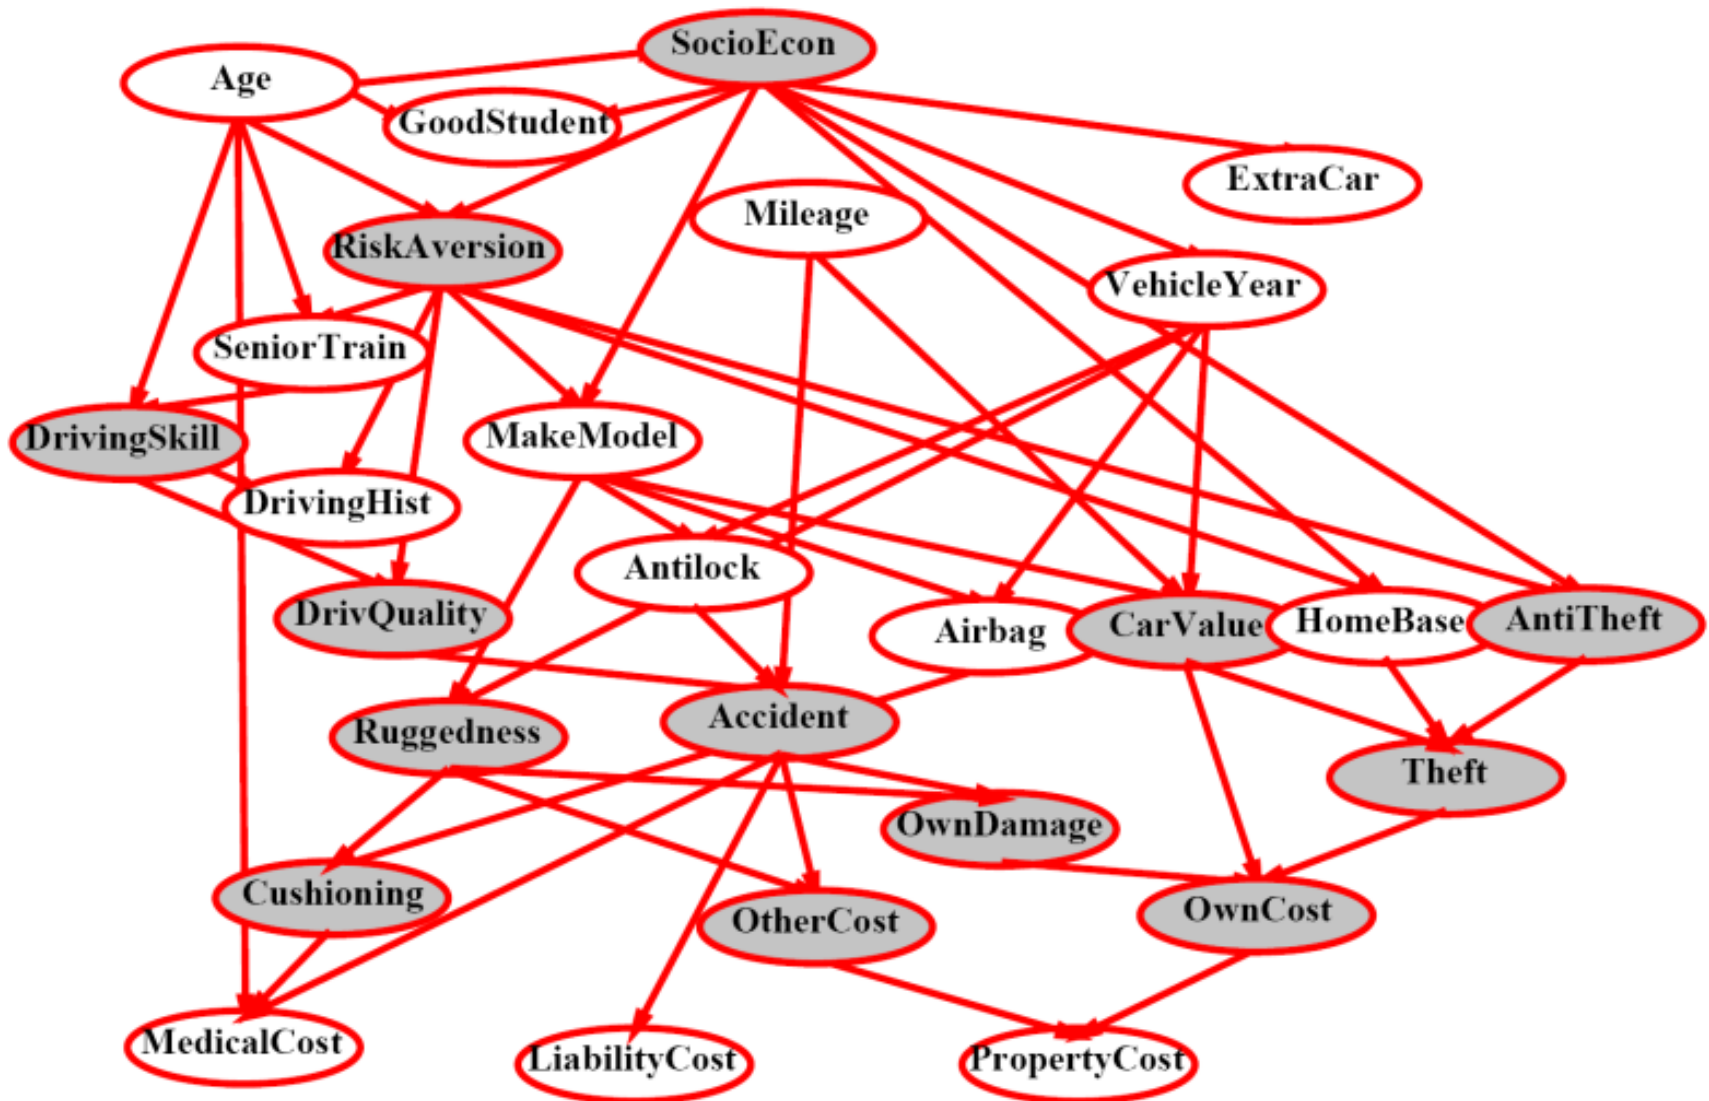 SocioEcon
Age
GoodStudent
ExtraCar
Mileage
RiskAversion
VehicleYear
SeniorTrain
DrivingSkill
MakeModel
DrivingHist
Antilock
DrivQuality
Airbag
CarValue
HomeBase
AntiTheft
Ruggedness
Accident
Theft
OwnDamage
Cushioning
OtherCost
OwnCost
MedicalCost
LiabilityCost
PropertyCost